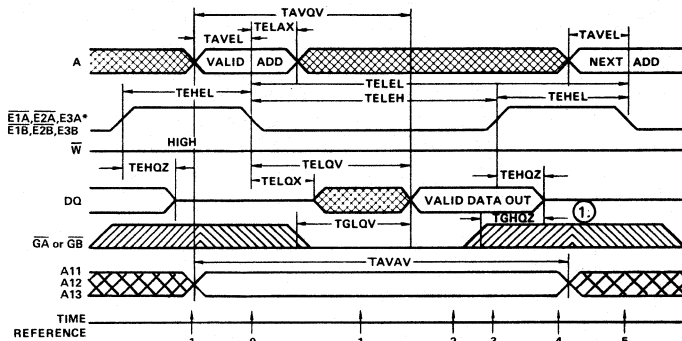 TAVQV
TAVEL TELAX TAVEL
A VALID ADD NEXT ADD
TEHEL TELEL
TELEH TEHEL
E1A,E2A,E3A*
E1B,E2B,E3B
HIGH
W
TEHQZ TELQV TEHQZ
TELQX
DQ VALID DATA OUT
TGLQV TGHQZ 1.
GA or GB
A11
A12
A13
TAVAV
TIME
REFERENCE